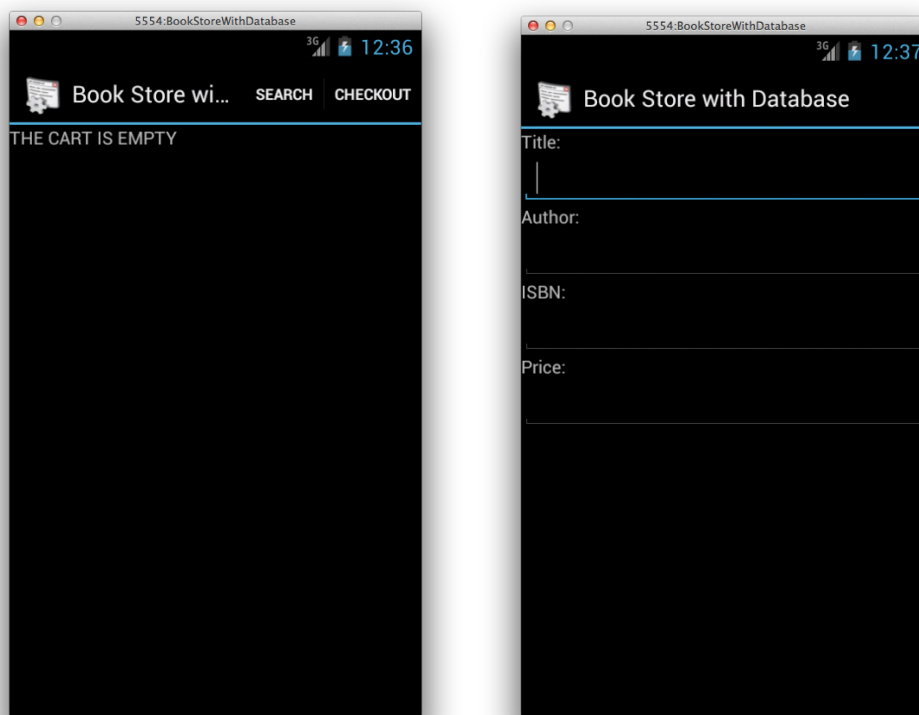 5554:BookStoreWithDatabase
3G 12:36
Book Store wi... SEARCH CHECKOUT
THE CART IS EMPTY
5554:BookStoreWithDatabase
3G 12:37
Book Store with Database
Title:
Author:
ISBN:
Price: